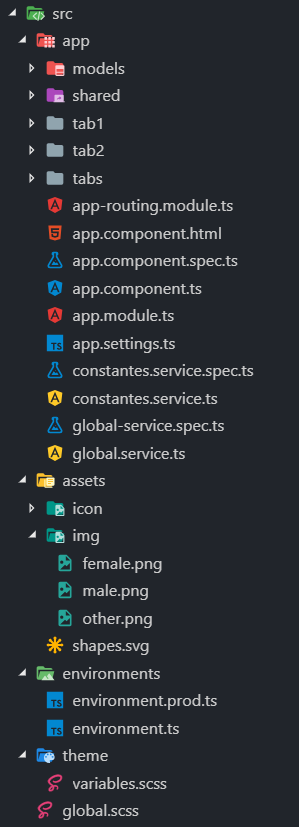 src
app
models
shared
tab1
tab2
tabs
app-routing.module.ts
app.component.html
app.component.spec.ts
app.component.ts
app.module.ts
TS app.settings.ts
constantes.service.spec.ts
constantes.service.ts
global-service.spec.ts
global.service.ts
assets
icon
img
female.png
male.png
other.png
shapes.svg
environments
TS environment.prod.ts
TS environment.ts
theme
variables.scss
global.scss